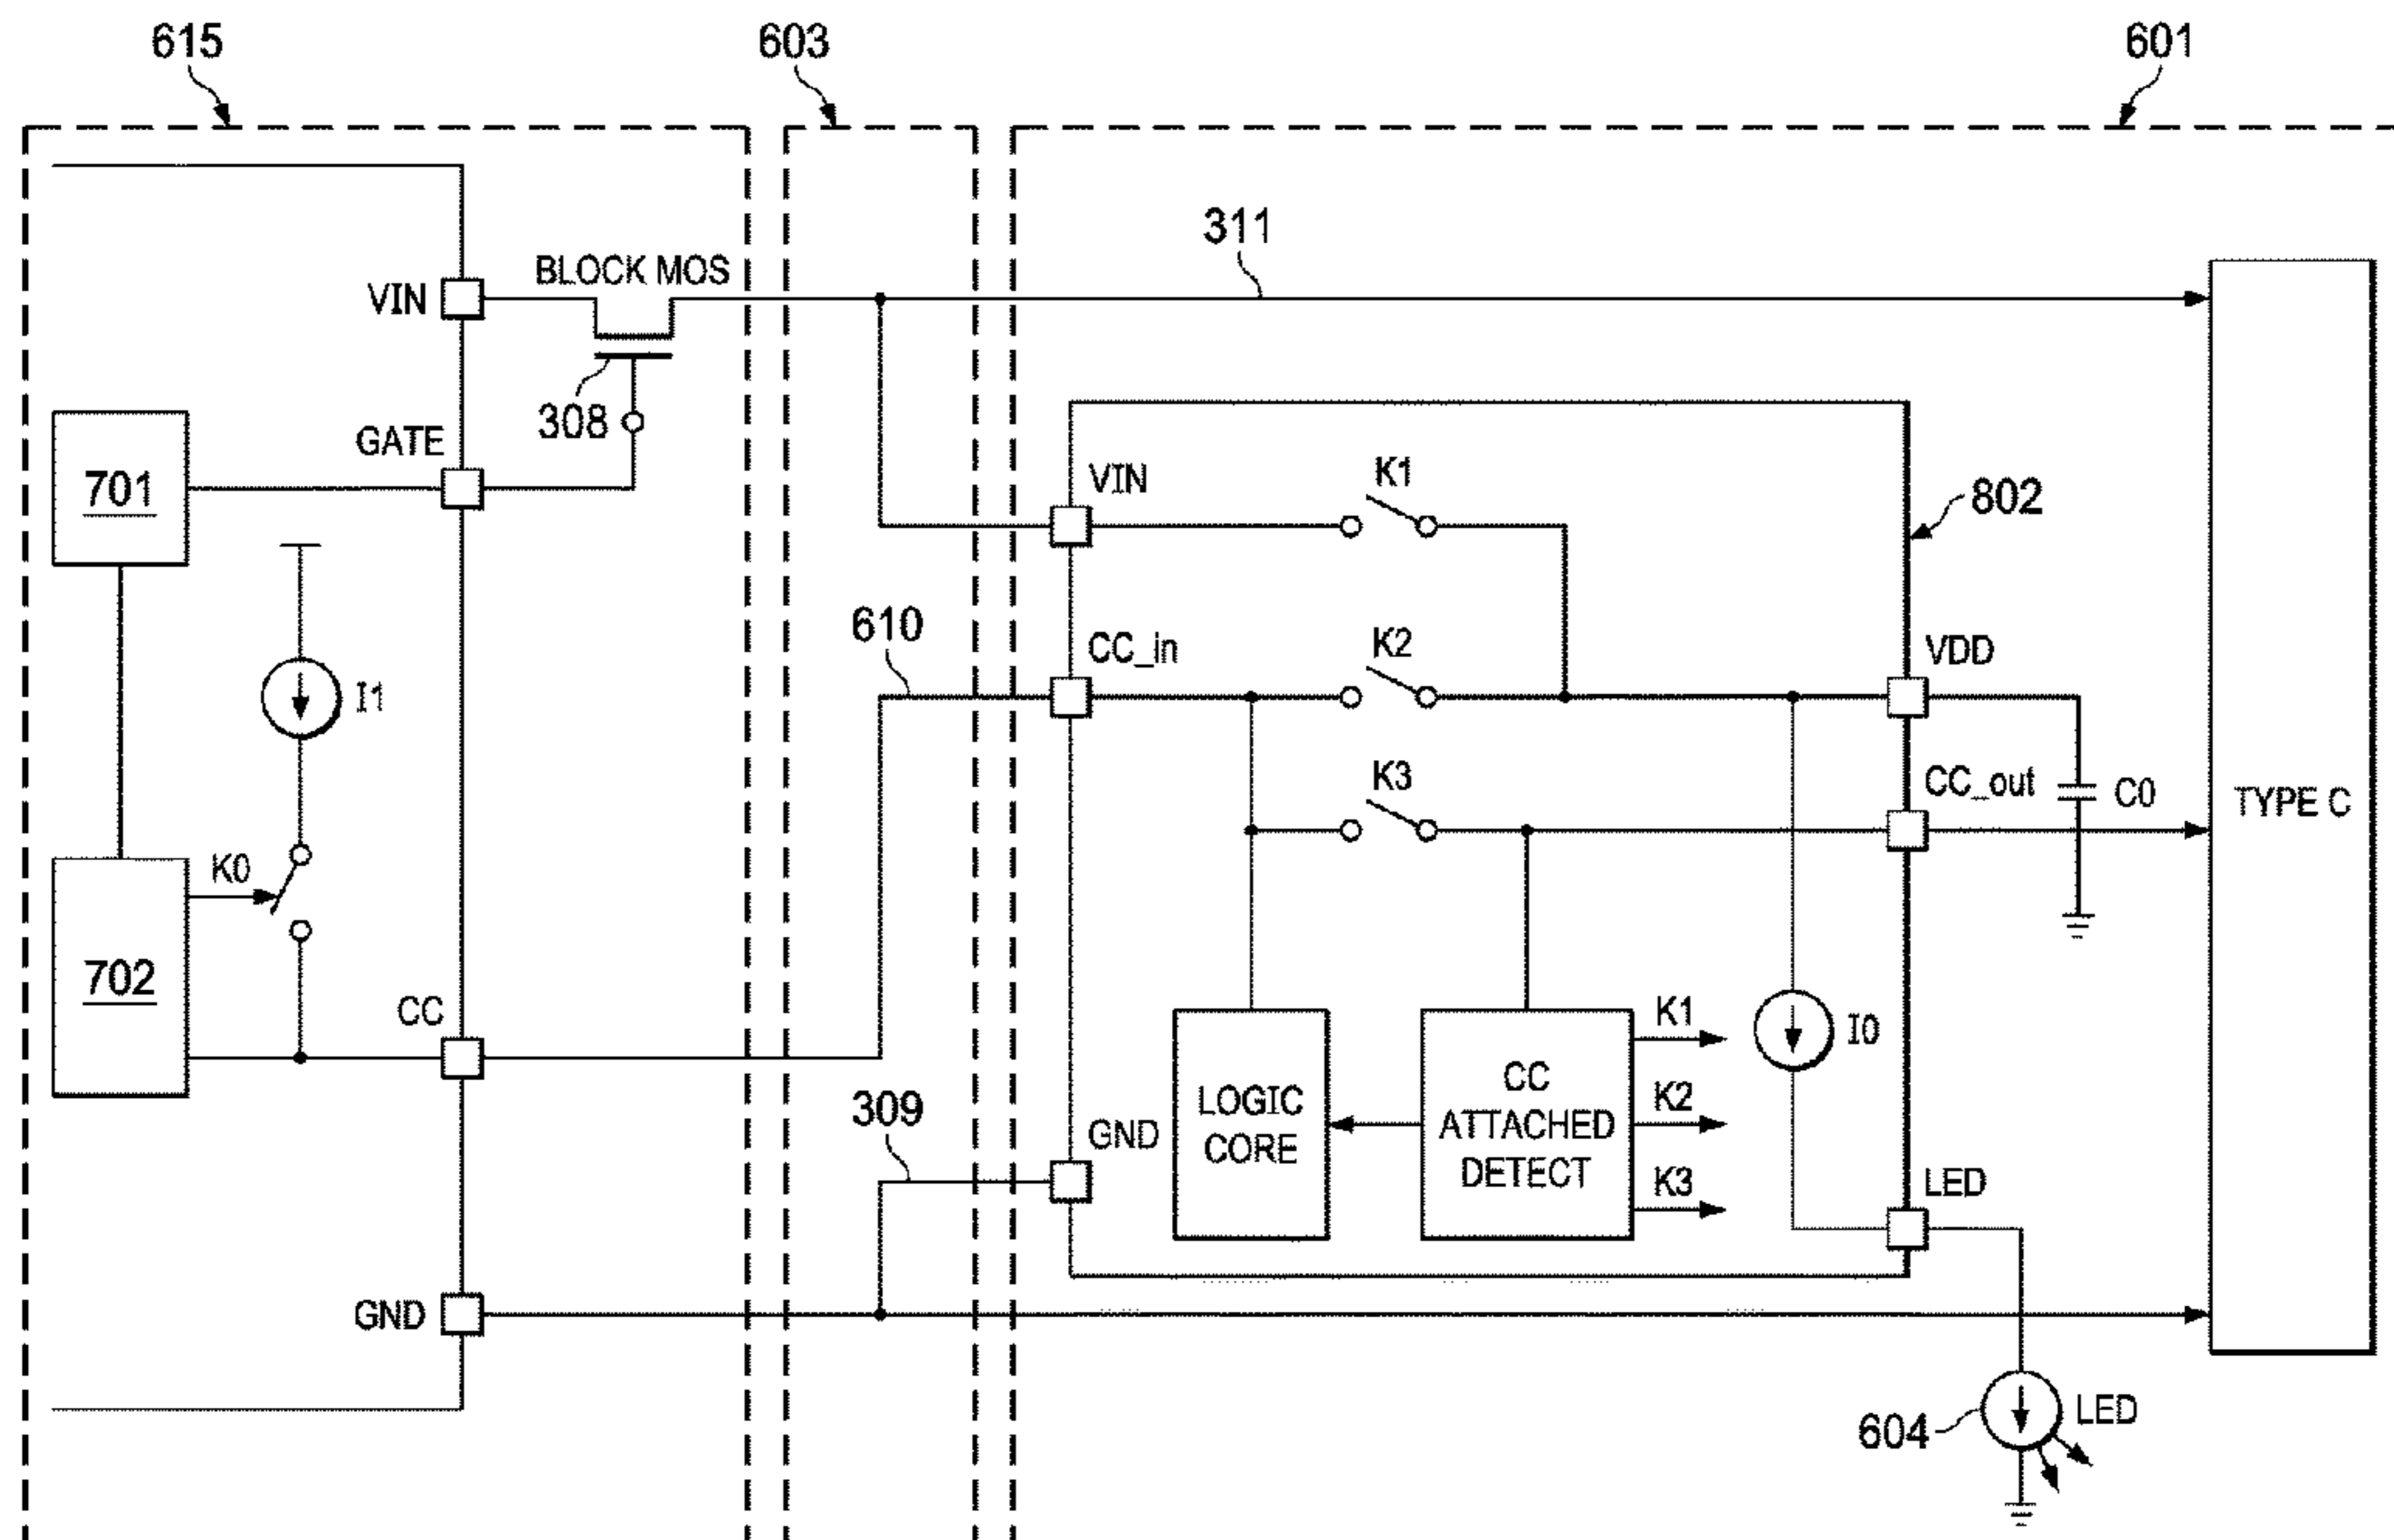 615
603
601
311
VIN
BLOCK MOS
308
GATE
701
VIN
K1
802
610
CC_in
K2
VDD
I1
K3
CC_out
C0
TYPE C
K0
702
CC
309
GND
LOGIC
CORE
CC
ATTACHED
DETECT
K1
K2
K3
I0
LED
GND
604
LED